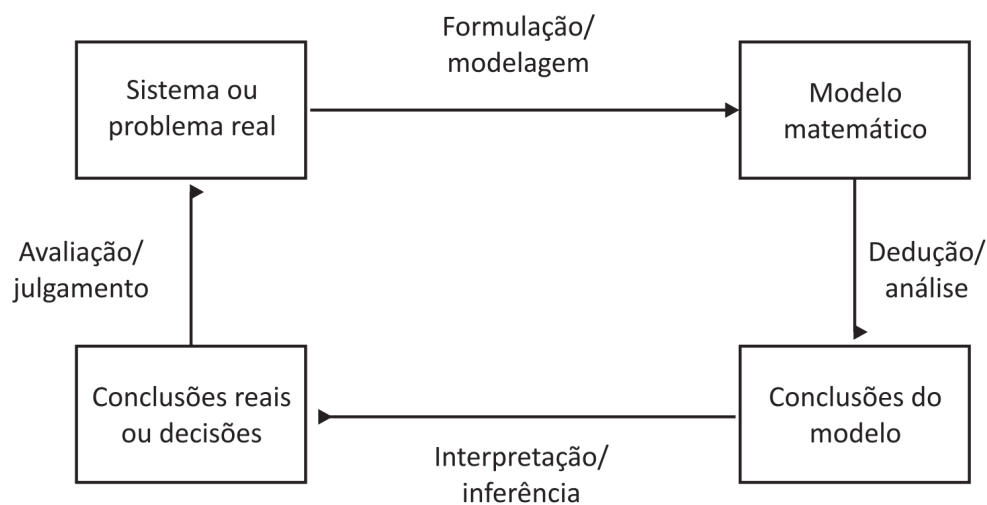 Formulação/
modelagem
Sistema ou
problema real
Modelo
matemático
Avaliação/
julgamento
Dedução/
análise
Conclusões reais
ou decisões
Conclusões do
modelo
Interpretação/
inferência